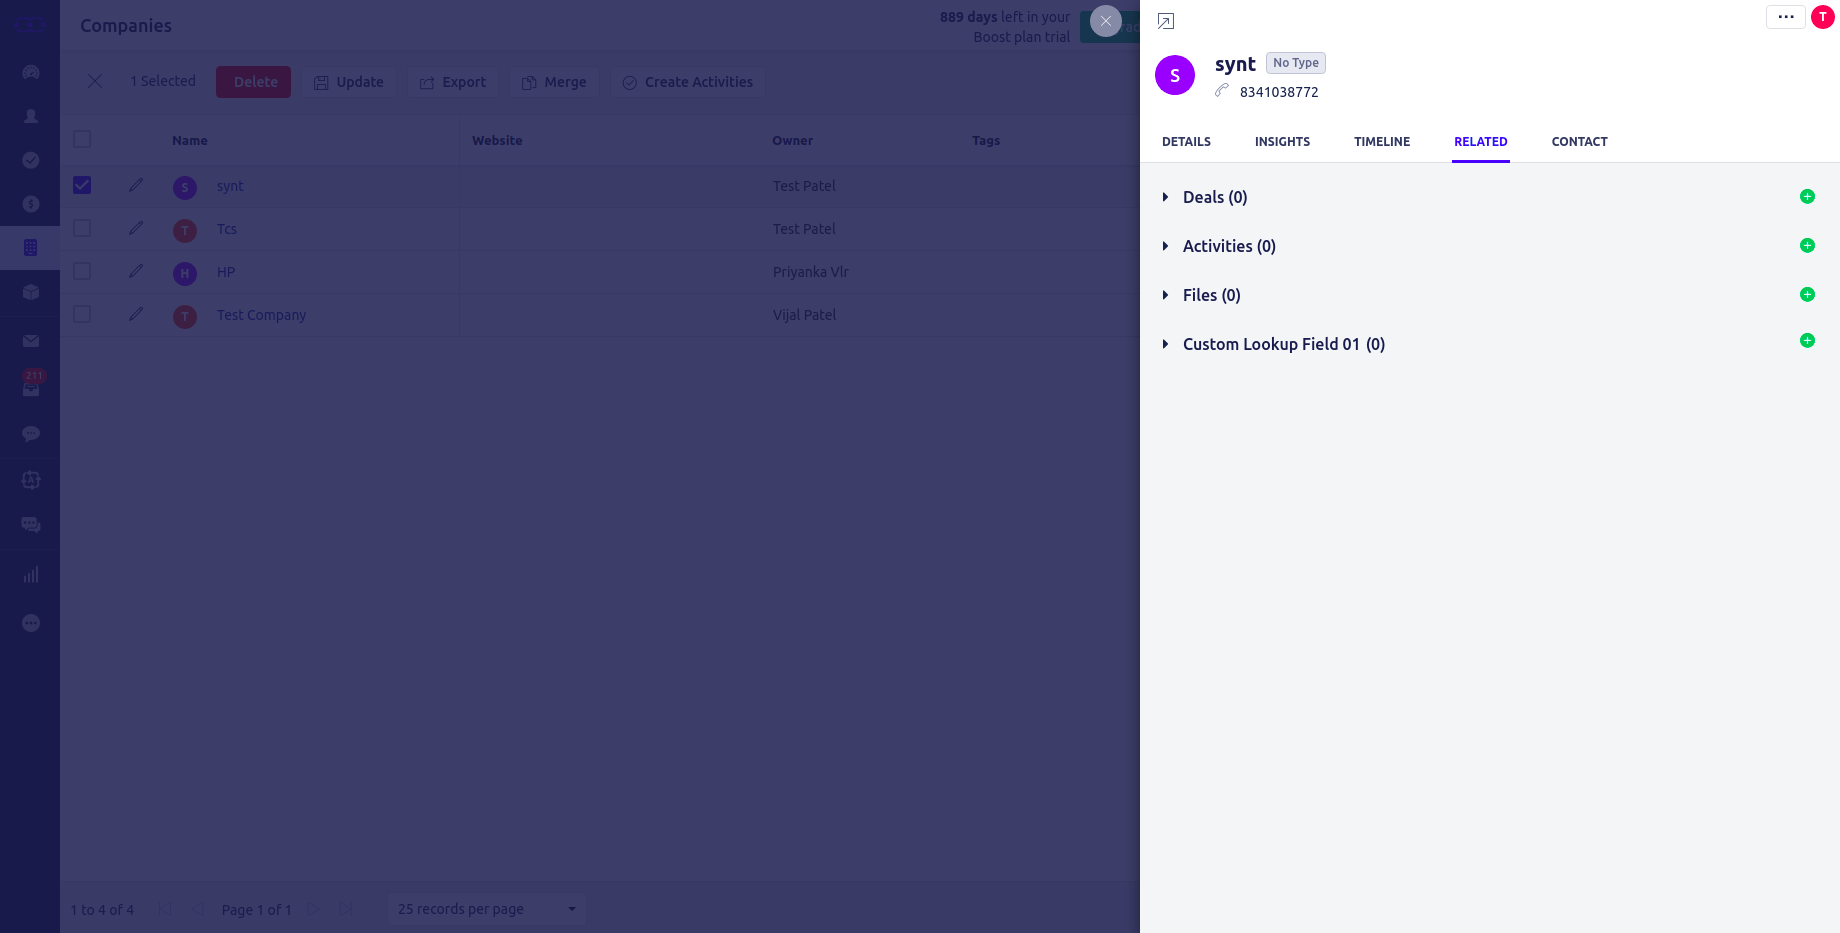 Companies
889 days left in your
Boost plan trial
1 Selected
Delete
Update
Export
Merge
Create Activities
Name
Website
Owner
Tags
S
synt
Test Patel
T
Tcs
Test Patel
H
HP
Priyanka Vlr
T
Test Company
Vijal Patel
211
1 to 4 of 4
Page 1 of 1
25 records per page
T
S
synt
No Type
8341038772
DETAILS
INSIGHTS
TIMELINE
RELATED
CONTACT
Deals (0)
Activities (0)
Files (0)
Custom Lookup Field 01 (0)